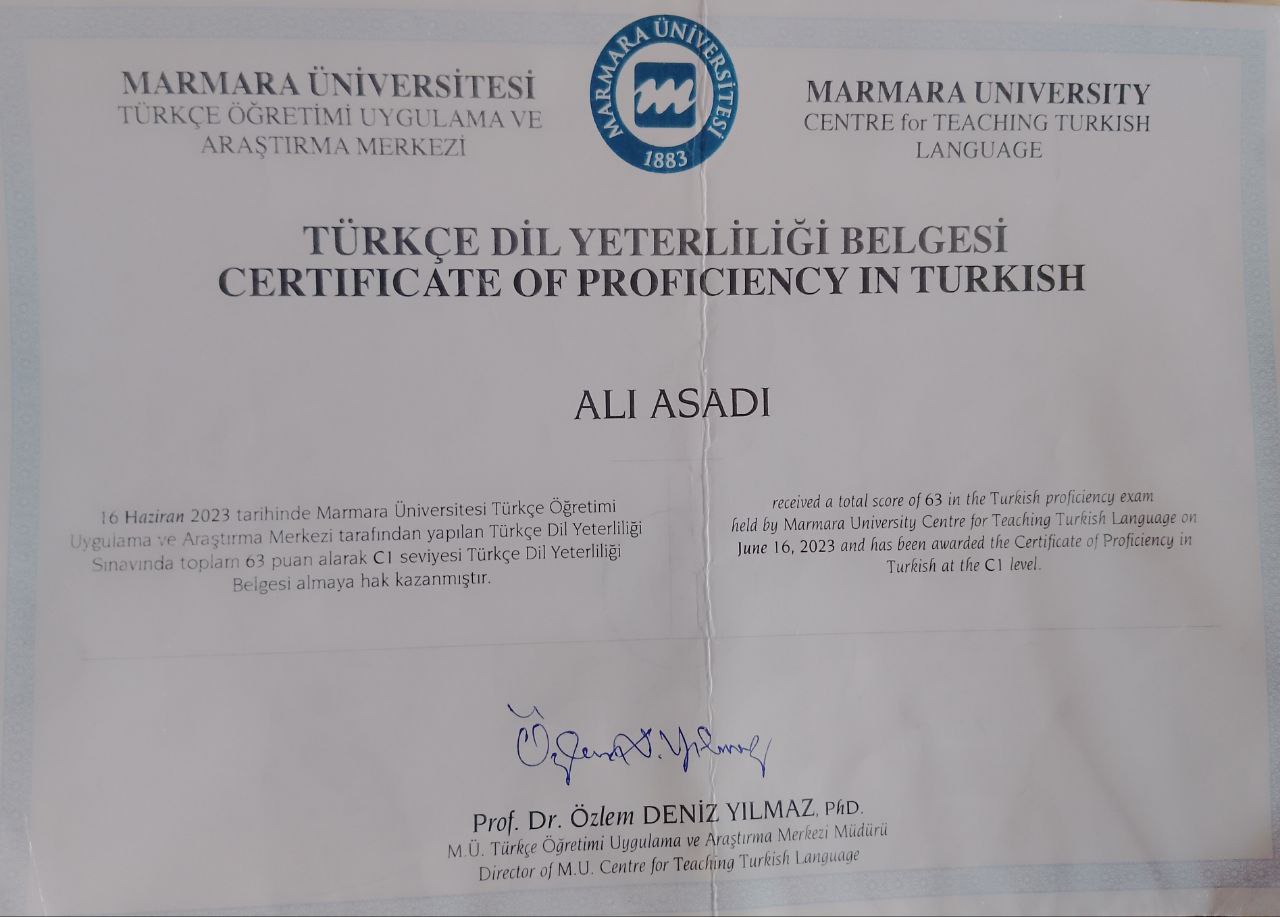 MARMARA ÜNİVERSİTESİ
TÜRKÇE ÖĞRETİMİ UYGULAMA VE
ARAŞTIRMA MERKEZİ
MARMARA ÜNİVERSİTESİ
1883
MARMARA UNIVERSITY
CENTRE for TEACHING TURKISH
LANGUAGE
TÜRKÇE DİL YETERLİLİĞİ BELGESİ
CERTIFICATE OF PROFICIENCY IN TURKISH
ALI ASADI
16 Haziran 2023 tarihinde Marmara Üniversitesi Türkçe Öğretimi
Uygulama ve Araştırma Merkezi tarafından yapılan Türkçe Dil Yeterliliği
Sınavında toplam 63 puan alarak C1 seviyesi Türkçe Dil Yeterliliği
Belgesi almaya hak kazanmıştır.
received a total score of 63 in the Turkish proficiency exam
held by Marmara University Centre for Teaching Turkish Language on
June 16, 2023 and has been awarded the Certificate of Proficiency in
Turkish at the C1 level.
Özlem D. Yılmaz
Prof. Dr. Özlem DENİZ YILMAZ, PhD.
M.Ü. Türkçe Öğretimi Uygulama ve Araştırma Merkezi Müdürü
Director of M.U. Centre for Teaching Turkish Language